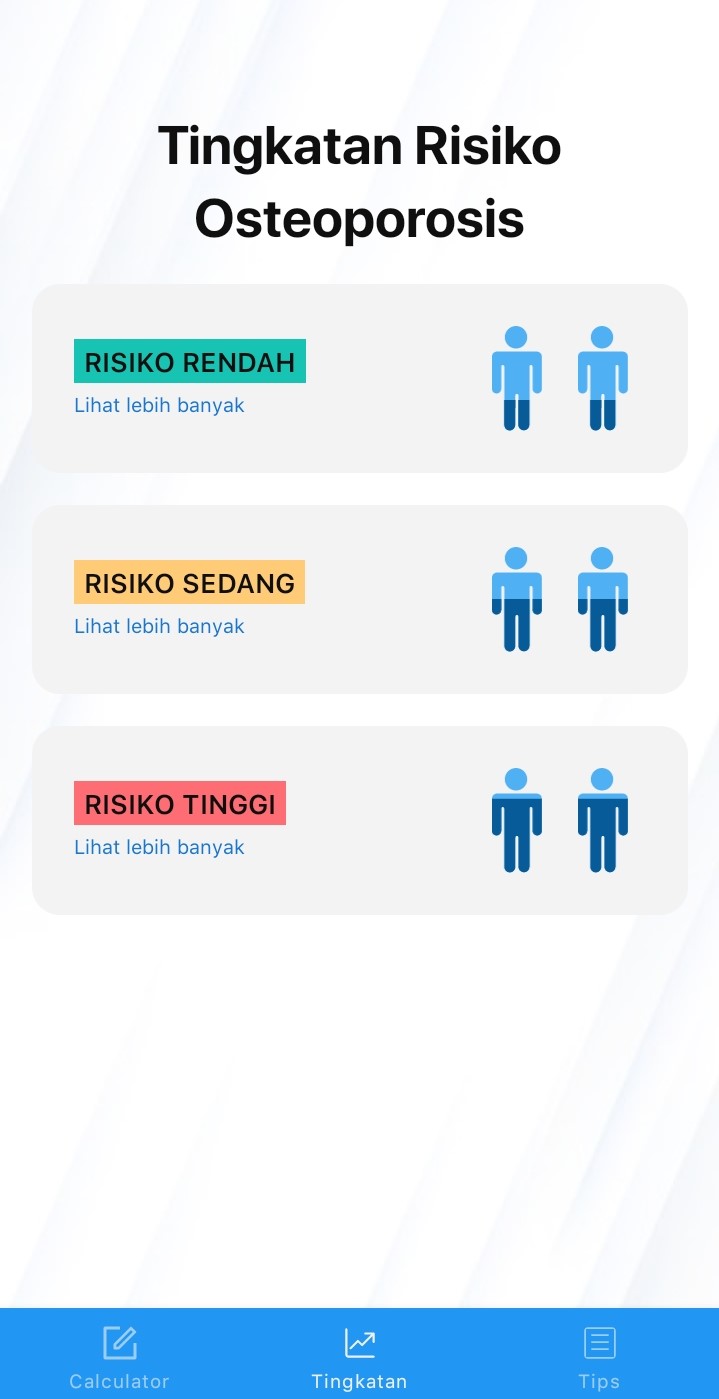 Tingkatan Risiko
Osteoporosis
RISIKO RENDAH
Lihat lebih banyak
RISIKO SEDANG
Lihat lebih banyak
RISIKO TINGGI
Lihat lebih banyak
Calculator
Tingkatan
Tips